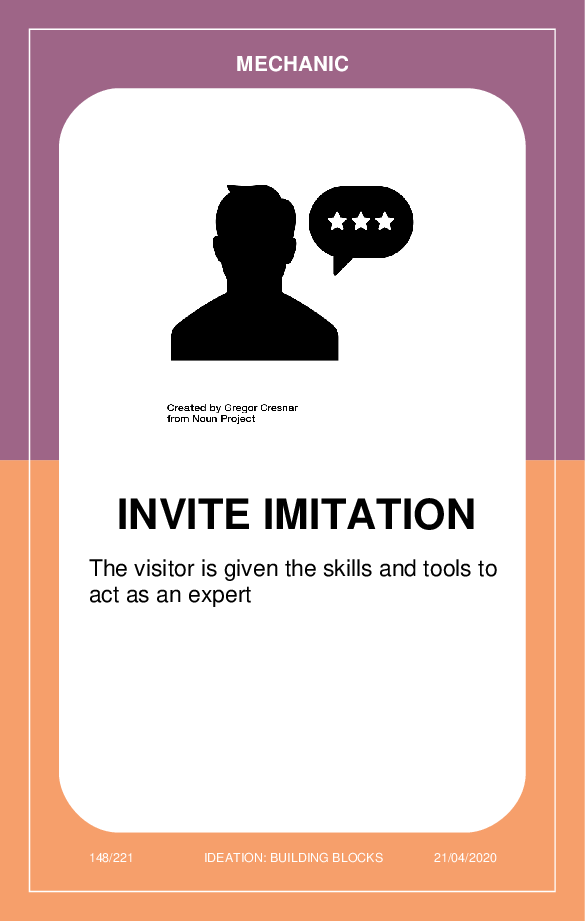 MECHANIC
Created by Gregor Cresnar
from Noun Project
INVITE IMITATION
The visitor is given the skills and tools to
act as an expert
148/221 IDEATION: BUILDING BLOCKS 21/04/2020